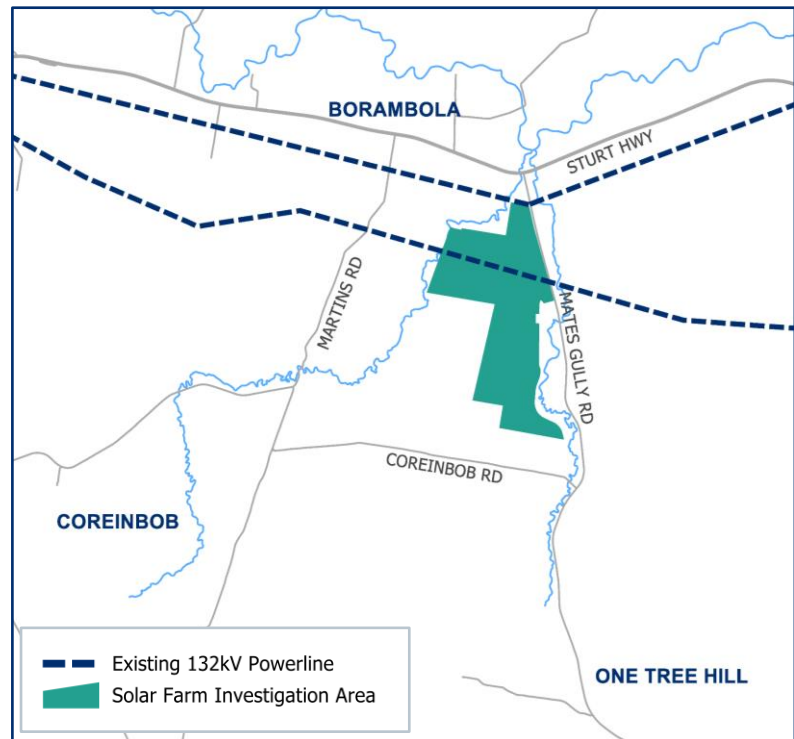 BORAMBOLA
STURT HWY
MARTINS RD
MATES GULLY RD
COREINBOB RD
COREINBOB
ONE TREE HILL
Existing 132kV Powerline
Solar Farm Investigation Area